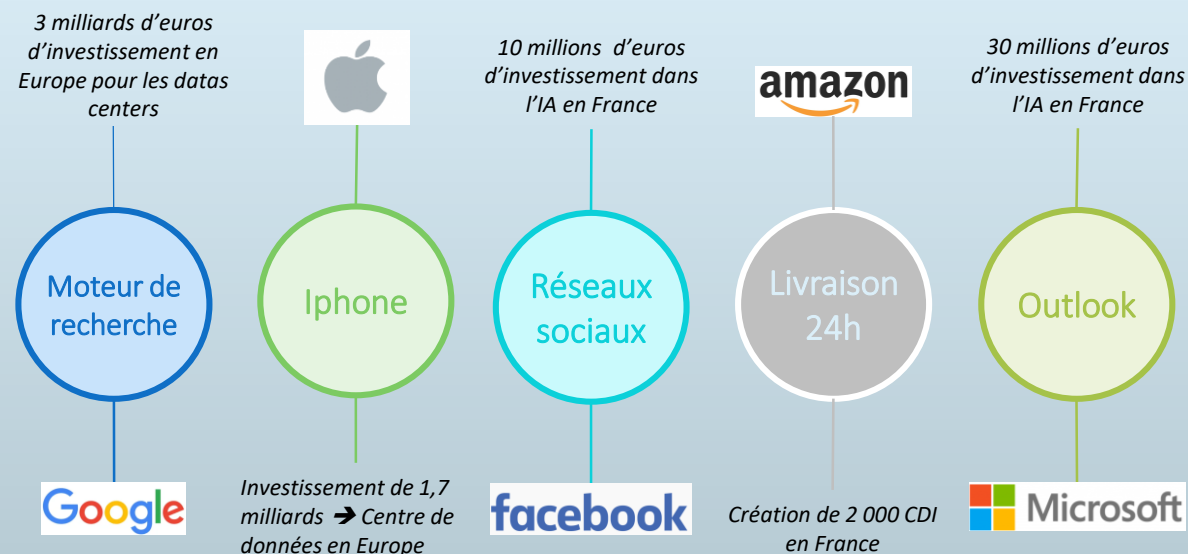 3 milliards d'euros
d'investissement en
Europe pour les datas
centers
Moteur de
recherche
Google
Iphone
Investissement de 1,7
milliards ➔ Centre de
données en Europe
10 millions  d'euros
d'investissement dans
l'IA en France
Réseaux
sociaux
facebook
amazon
Livraison
24h
Création de 2 000 CDI
en France
30 millions d'euros
d'investissement dans
l'IA en France
Outlook
Microsoft